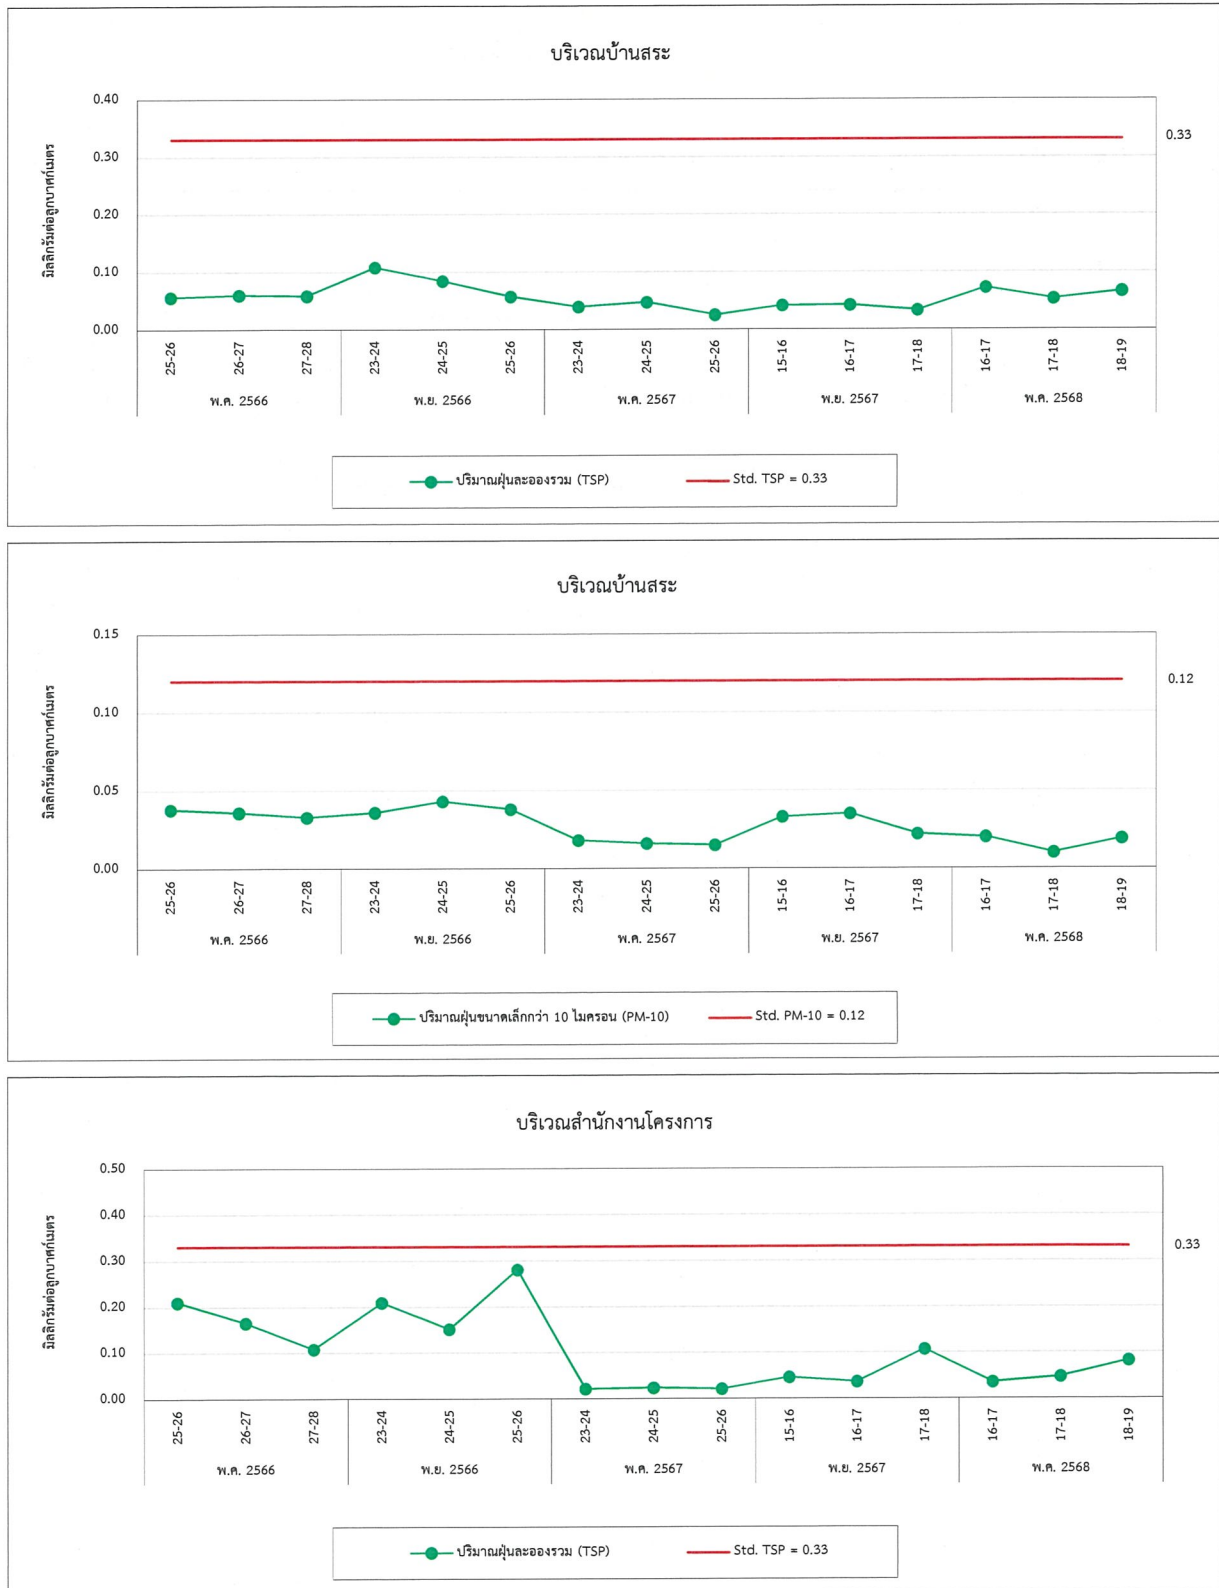 บริเวณบ้านสระ
มิลลิกรัมต่อลูกบาศก์เมตร
0.40
0.30
0.20
0.10
0.00
0.33
25-26 26-27 27-28 23-24 24-25 25-26 23-24 24-25 25-26 15-16 16-17 17-18 16-17 17-18 18-19
พ.ค. 2566 พ.ย. 2566 พ.ค. 2567 พ.ย. 2567 พ.ค. 2568
ปริมาณฝุ่นละอองรวม (TSP) Std. TSP = 0.33
บริเวณบ้านสระ
มิลลิกรัมต่อลูกบาศก์เมตร
0.15
0.10
0.05
0.00
0.12
25-26 26-27 27-28 23-24 24-25 25-26 23-24 24-25 25-26 15-16 16-17 17-18 16-17 17-18 18-19
พ.ค. 2566 พ.ย. 2566 พ.ค. 2567 พ.ย. 2567 พ.ค. 2568
ปริมาณฝุ่นขนาดเล็กกว่า 10 ไมครอน (PM-10) Std. PM-10 = 0.12
บริเวณสำนักงานโครงการ
มิลลิกรัมต่อลูกบาศก์เมตร
0.50
0.40
0.30
0.20
0.10
0.00
0.33
25-26 26-27 27-28 23-24 24-25 25-26 23-24 24-25 25-26 15-16 16-17 17-18 16-17 17-18 18-19
พ.ค. 2566 พ.ย. 2566 พ.ค. 2567 พ.ย. 2567 พ.ค. 2568
ปริมาณฝุ่นละอองรวม (TSP) Std. TSP = 0.33